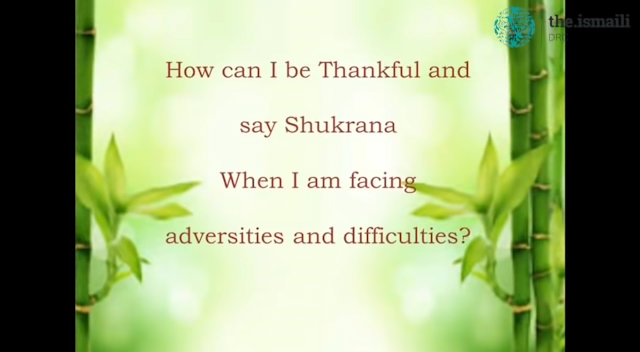 the.ismaili
How can I be Thankful and
say Shukrana
When I am facing
adversities and difficulties?